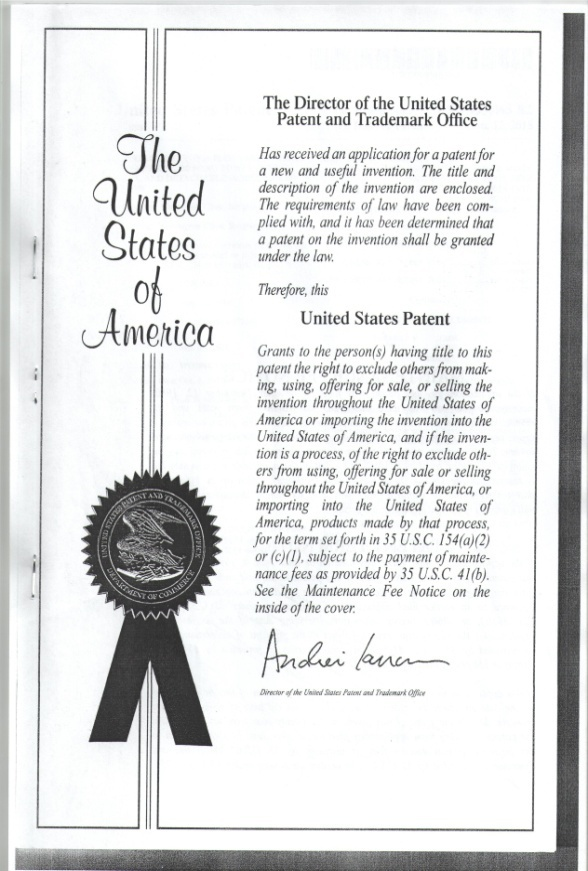 The
United
States
of
America
The Director of the United States
Patent and Trademark Office
Has received an application for a patent for
a new and useful invention. The title and
description of the invention are enclosed.
The requirements of law have been com-
plied with, and it has been determined that
a patent on the invention shall be granted
under the law.
Therefore, this
United States Patent
Grants to the person(s) having title to this
patent the right to exclude others from mak-
ing, using, offering for sale, or selling the
invention throughout the United States of
America or importing the invention into the
United States of America, and if the inven-
tion is a process, of the right to exclude oth-
ers from using, offering for sale or selling
throughout the United States of America, or
importing into the United States of
America, products made by that process,
for the term set forth in 35 U.S.C. 154(a)(2)
or (c)(1), subject to the payment of mainte-
nance fees as provided by 35 U.S.C. 41(b).
See the Maintenance Fee Notice on the
inside of the cover.
Andrei Iancu
Director of the United States Patent and Trademark Office
UNITED STATES PATENT AND TRADEMARK OFFICE
DEPARTMENT OF COMMERCE